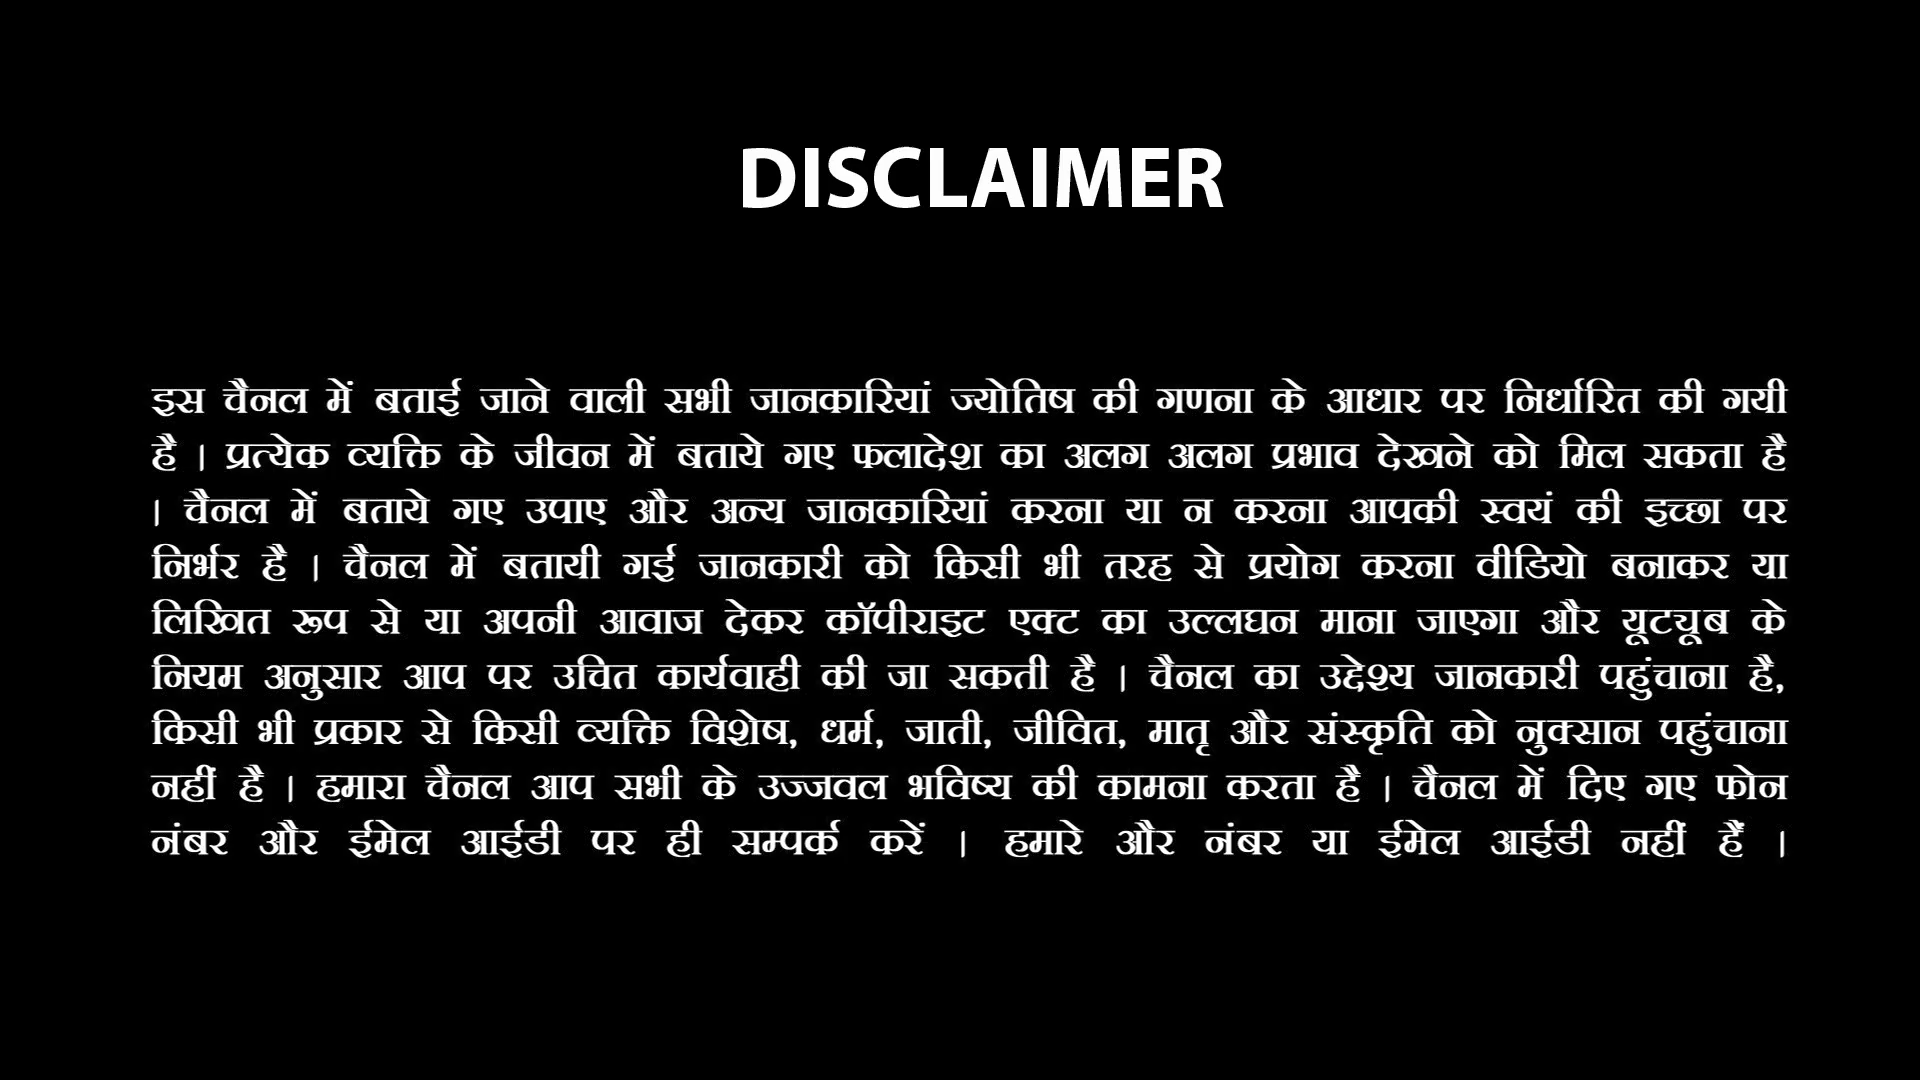 DISCLAIMER
इस चैनल में बताई जाने वाली सभी जानकारियां ज्योतिष की गणना के आधार पर निर्धारित की गयी
है । प्रत्येक व्यक्ति के जीवन में बताये गए फलादेश का अलग अलग प्रभाव देखने को मिल सकता है
। चैनल में बताये गए उपाए और अन्य जानकारियां करना या न करना आपकी स्वयं की इच्छा पर
निर्भर है । चैनल में बतायी गई जानकारी को किसी भी तरह से प्रयोग करना वीडियो बनाकर या
लिखित रूप से या अपनी आवाज देकर कॉपीराइट एक्ट का उल्लघन माना जाएगा और यूट्यूब के
नियम अनुसार आप पर उचित कार्यवाही की जा सकती है । चैनल का उद्देश्य जानकारी पहुंचाना है,
किसी भी प्रकार से किसी व्यक्ति विशेष, धर्म, जाती, जीवित, मातृ और संस्कृति को नुक्सान पहुंचाना
नहीं है । हमारा चैनल आप सभी के उज्जवल भविष्य की कामना करता है । चैनल में दिए गए फोन
नंबर और ईमेल आईडी पर ही सम्पर्क करें । हमारे और नंबर या ईमेल आईडी नहीं हैं ।